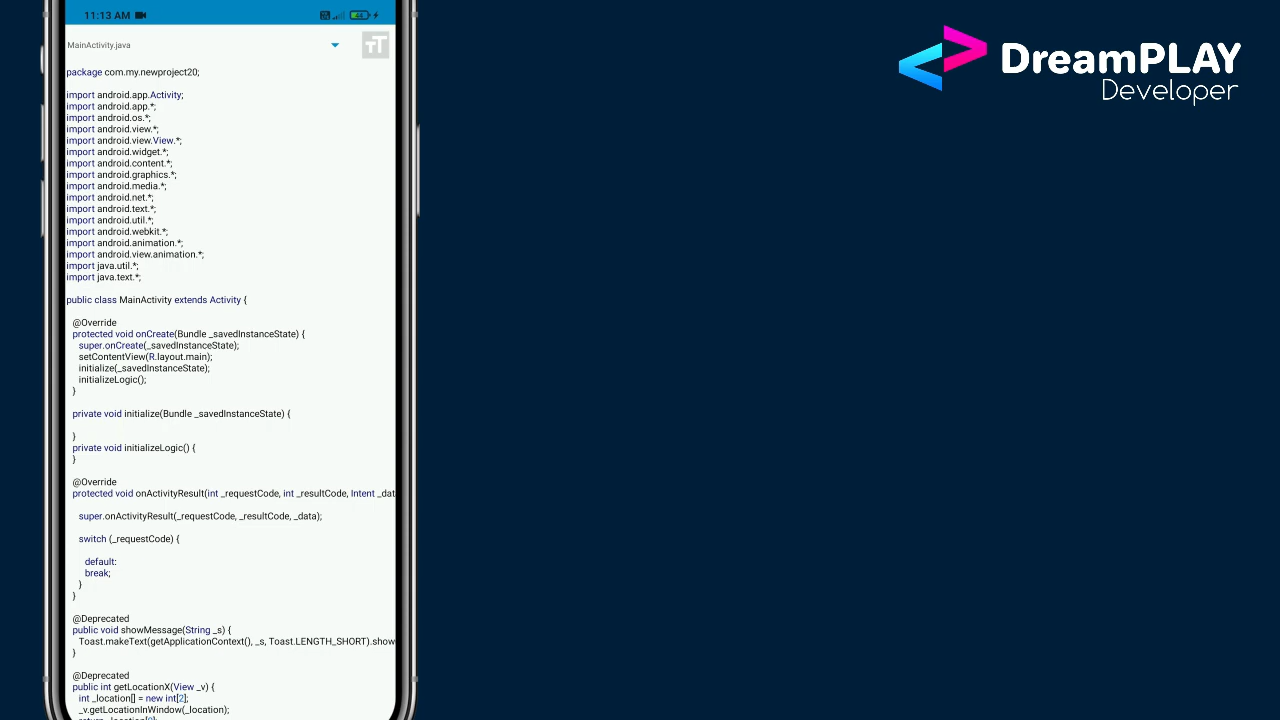 11:13 AM
44
DreamPLAY
Developer
MainActivity.java
TT
package com.my.newproject20;
import android.app.Activity;
import android.app.*;
import android.os.*;
import android.view.*;
import android.view.View.*;
import android.widget.*;
import android.content.*;
import android.graphics.*;
import android.media.*;
import android.net.*;
import android.text.*;
import android.util.*;
import android.webkit.*;
import android.animation.*;
import android.view.animation.*;
import java.util.*;
import java.text.*;
public class MainActivity extends Activity {
@Override
protected void onCreate(Bundle _savedInstanceState) {
super.onCreate(_savedInstanceState);
setContentView(R.layout.main);
initialize(_savedInstanceState);
initializeLogic();
}
private void initialize(Bundle _savedInstanceState) {
}
private void initializeLogic() {
}
@Override
protected void onActivityResult(int _requestCode, int _resultCode, Intent _dat
super.onActivityResult(_requestCode, _resultCode, _data);
switch (_requestCode) {
default:
break;
}
}
@Deprecated
public void showMessage(String _s) {
Toast.makeText(getApplicationContext(), _s, Toast.LENGTH_SHORT).show
}
@Deprecated
public int getLocationX(View _v) {
int _location[] = new int[2];
_v.getLocationInWindow(_location);
return _location[0];